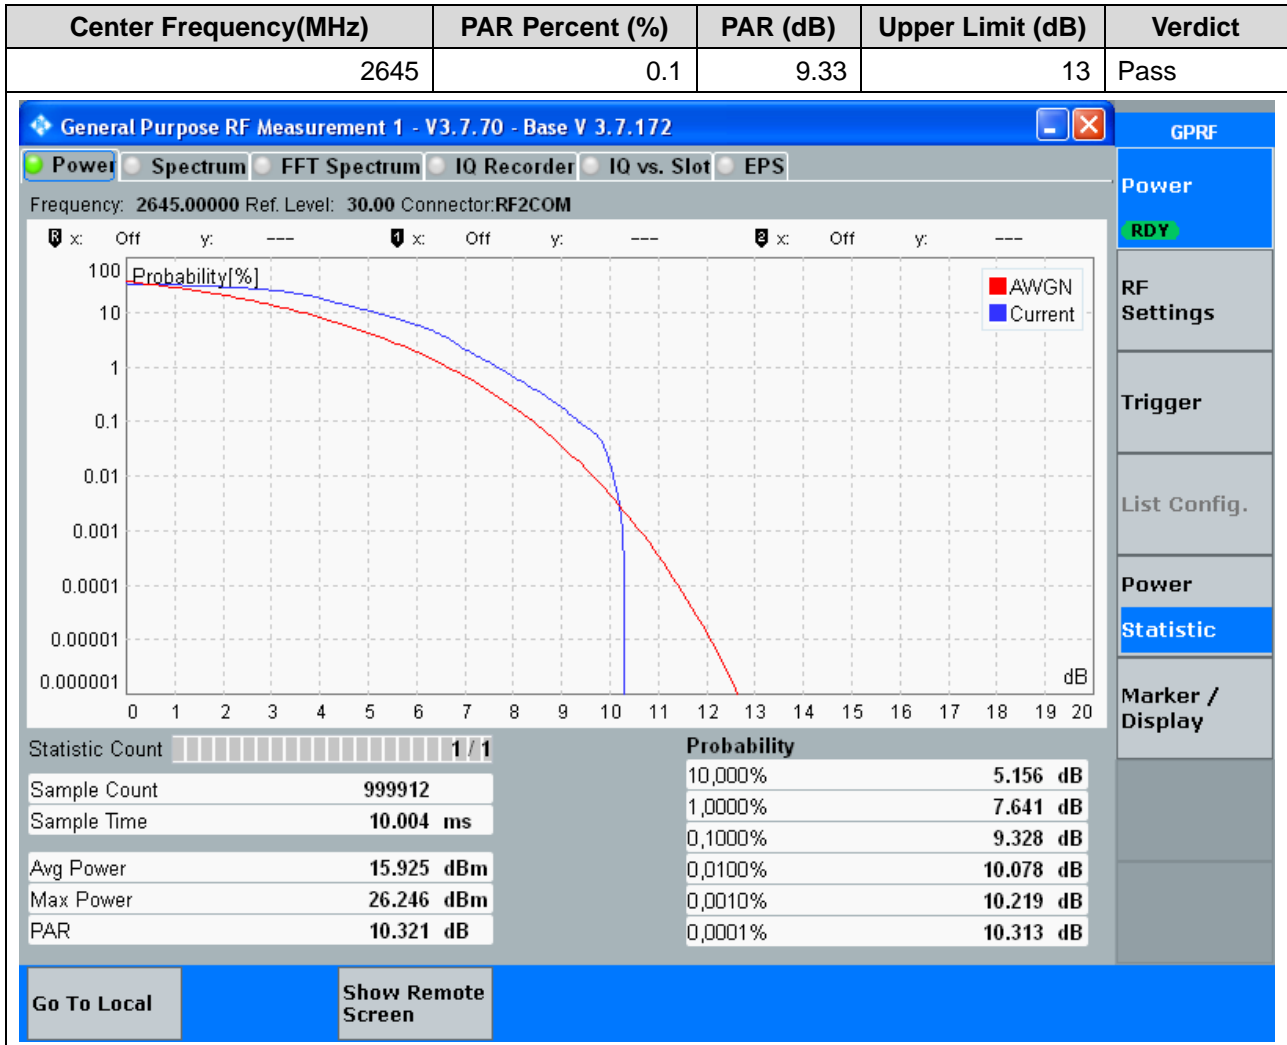 Center Frequency(MHz) PAR Percent (%) PAR (dB) Upper Limit (dB) Verdict
2645 0.1 9.33 13 Pass
General Purpose RF Measurement 1 - V3.7.70 - Base V 3.7.172
GPRF
Power Spectrum FFT Spectrum IQ Recorder IQ vs. Slot EPS
Power
RDY
Frequency: 2645.00000 Ref. Level: 30.00 Connector:RF2COM
R x: Off y: --- 1 x: Off y: --- 2 x: Off y: ---
Probability[%]
AWGN
Current
100
10
1
0.1
0.01
0.001
0.0001
0.00001
0.000001
dB
0 1 2 3 4 5 6 7 8 9 10 11 12 13 14 15 16 17 18 19 20
RF
Settings
Trigger
List Config.
Power
Statistic
Marker /
Display
Statistic Count 1 / 1
Sample Count 999912
Sample Time 10.004 ms
Avg Power 15.925 dBm
Max Power 26.246 dBm
PAR 10.321 dB
Probability
10,000% 5.156 dB
1,0000% 7.641 dB
0,1000% 9.328 dB
0,0100% 10.078 dB
0,0010% 10.219 dB
0,0001% 10.313 dB
Go To Local
Show Remote
Screen